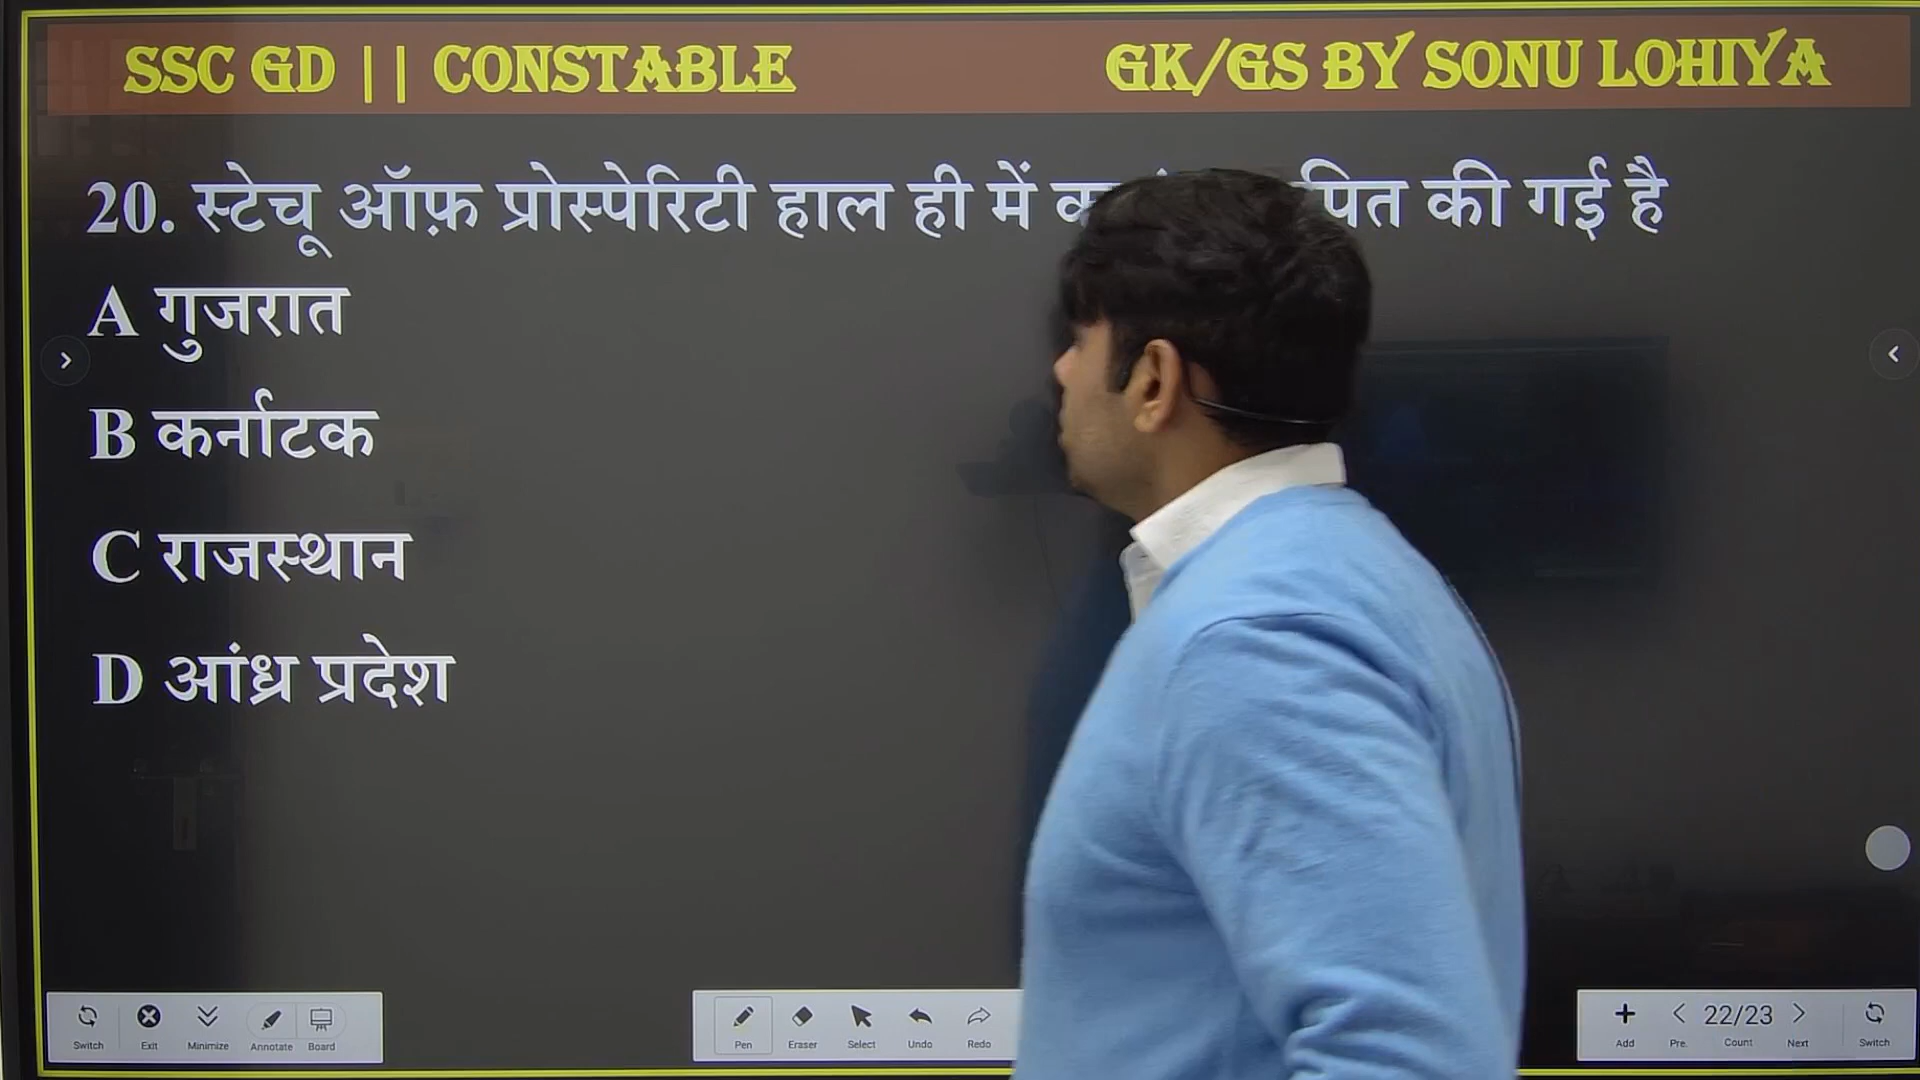 SSC GD || CONSTABLE
GK/GS BY SONU LOHIYA
20. स्टेचू ऑफ़ प्रोस्पेरिटी हाल ही में की गई है
A गुजरात
B कर्नाटक
C राजस्थान
D आंध्र प्रदेश
Switch Exit Minimize Annotate Board
Pen Eraser Select Undo Redo
22/23
Add Pre. Count Next Switch